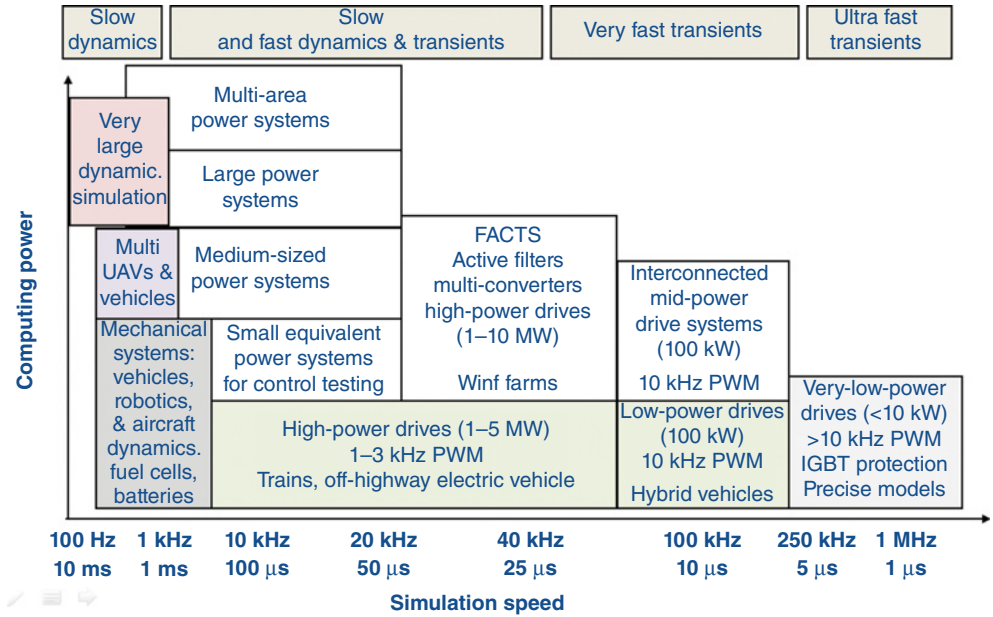 Slow
dynamics
Slow
and fast dynamics & transients
Very fast transients
Ultra fast
transients
Multi-area
power systems
Very
large
dynamic.
simulation
Large power
systems
Multi
UAVs &
vehicles
Medium-sized
power systems
FACTS
Active filters
multi-converters
high-power drives
(1–10 MW)
Winf farms
Interconnected
mid-power
drive systems
(100 kW)
10 kHz PWM
Mechanical
systems:
vehicles,
robotics,
& aircraft
dynamics.
fuel cells,
batteries
Small equivalent
power systems
for control testing
High-power drives (1–5 MW)
1–3 kHz PWM
Trains, off-highway electric vehicle
Low-power drives
(100 kW)
10 kHz PWM
Hybrid vehicles
Very-low-power
drives (<10 kW)
>10 kHz PWM
IGBT protection
Precise models
Computing power
100 Hz 1 kHz 10 kHz 20 kHz 40 kHz 100 kHz 250 kHz 1 MHz
10 ms 1 ms 100 μs 50 μs 25 μs 10 μs 5 μs 1 μs
Simulation speed